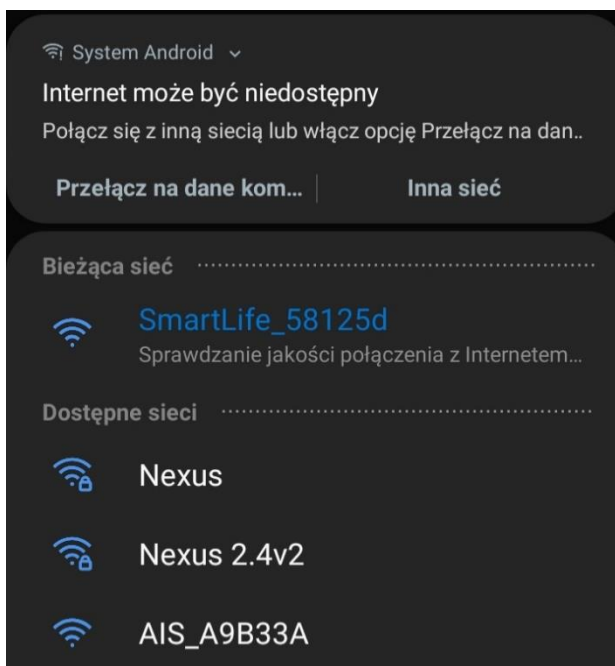 System Android
Internet może być niedostępny
Połącz się z inną siecią lub włącz opcję Przełącz na dan..
Przełącz na dane kom... Inna sieć
Bieżąca sieć
SmartLife_58125d
Sprawdzanie jakości połączenia z Internetem...
Dostępne sieci
Nexus
Nexus 2.4v2
AIS_A9B33A